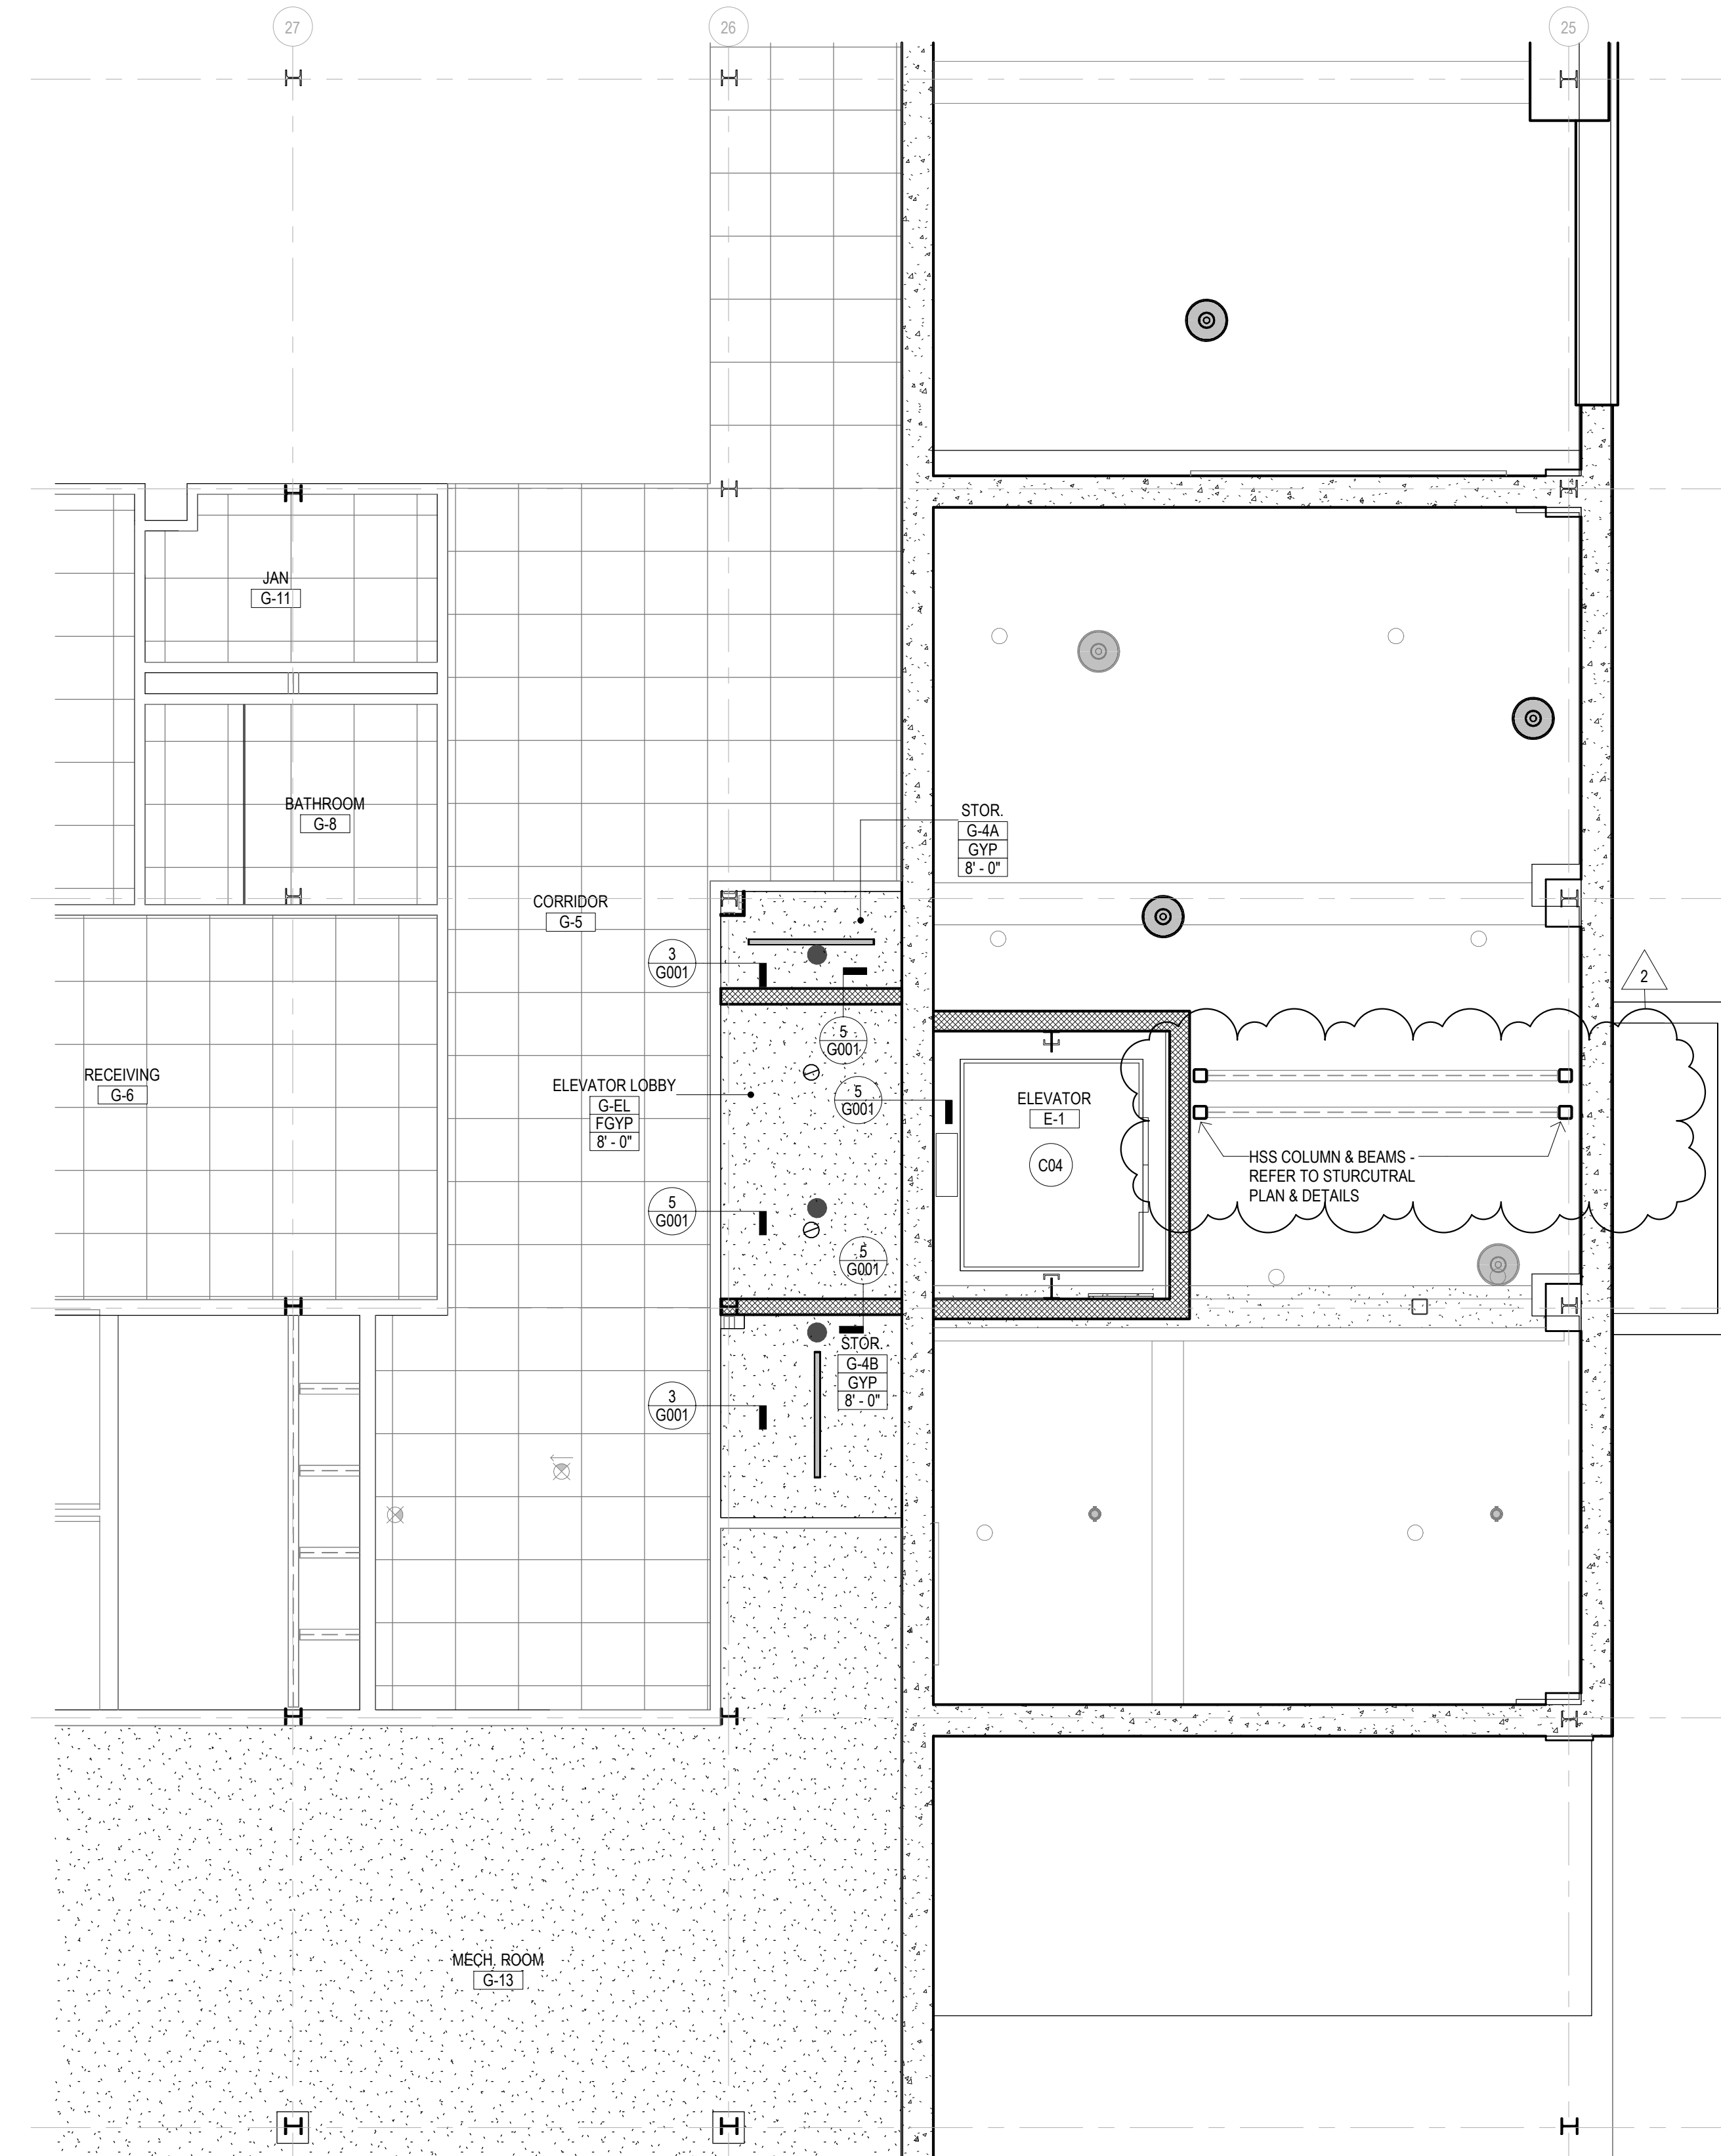 27
26
25
JAN
G-11
BATHROOM
G-8
STOR.
G-4A
GYP
8' - 0"
CORRIDOR
G-5
3
G001
2
5
G001
RECEIVING
G-6
ELEVATOR LOBBY
G-EL
FGYP
8' - 0"
5
G001
ELEVATOR
E-1
C04
HSS COLUMN & BEAMS -
REFER TO STURCUTRAL
PLAN & DETAILS
5
G001
5
G001
STOR.
G-4B
GYP
8' - 0"
3
G001
MECH. ROOM
G-13